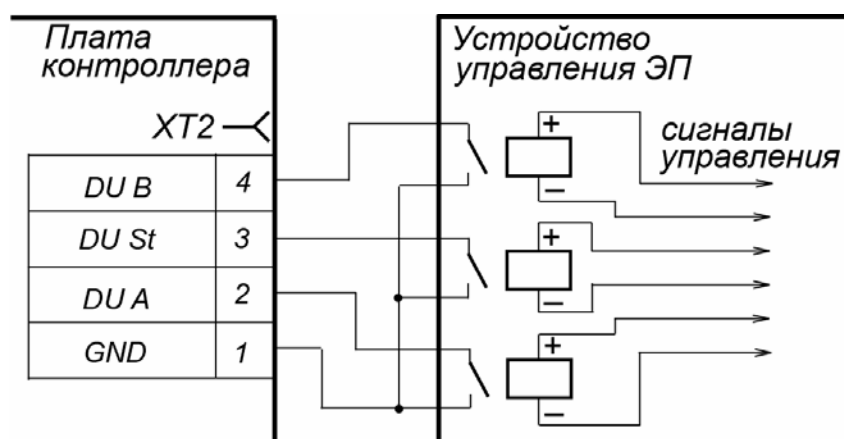 Плата
контроллера
XT2
DU B 4
DU St 3
DU A 2
GND 1
Устройство
управления ЭП
+
сигналы
управления
−
+
−
+
−